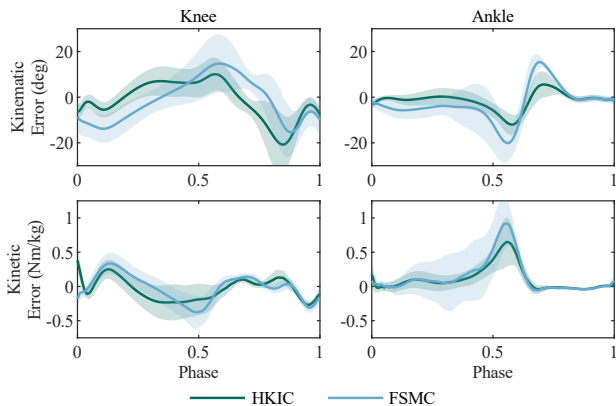 Knee Ankle
Kinematic
Error (deg)
20
0
-20
0 0.5 1
20
0
-20
0 0.5 1
Kinetic
Error (Nm/kg)
1
0.5
0
-0.5
0 0.5 1
Phase
1
0.5
0
-0.5
0 0.5 1
Phase
HKIC FSMC